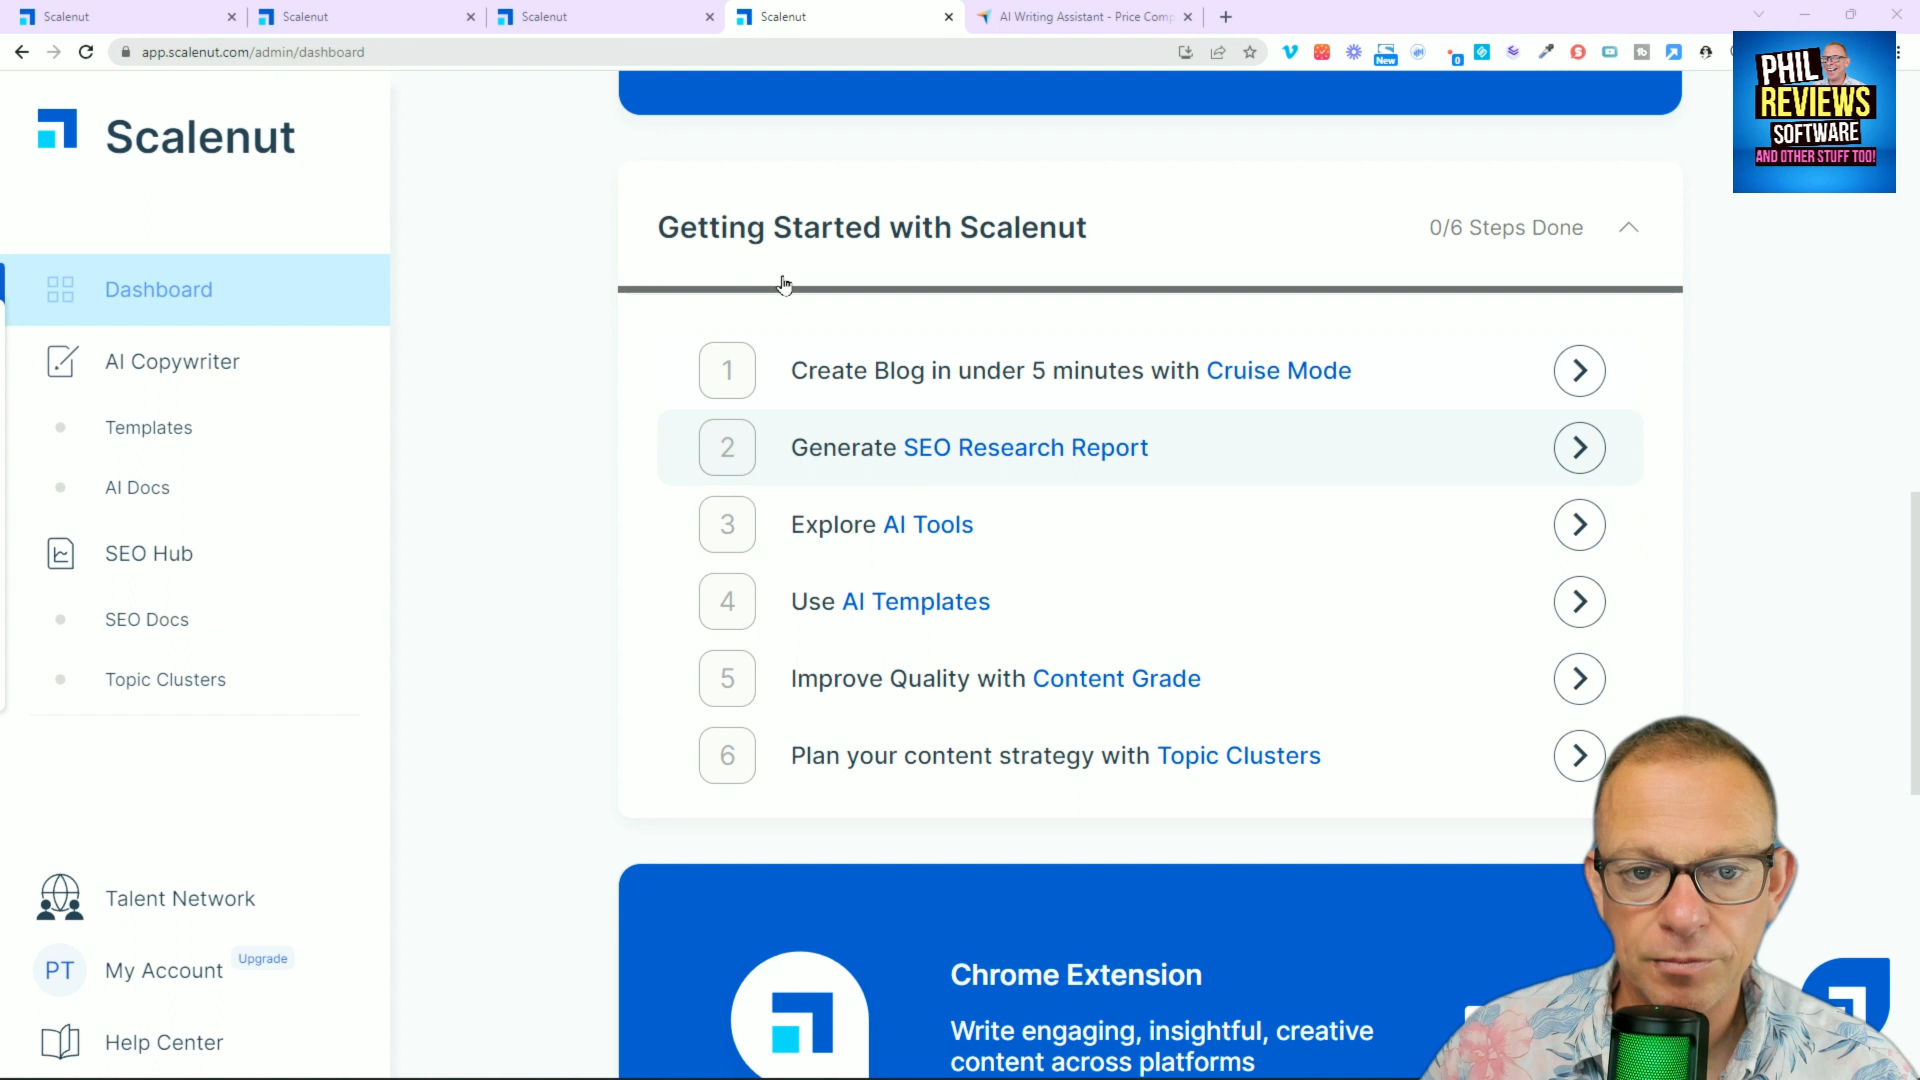 Scalenut
Scalenut
Scalenut
Scalenut
AI Writing Assistant - Price Comp
app.scalenut.com/admin/dashboard
New
0
PHIL
REVIEWS
SOFTWARE
AND OTHER STUFF TOO!
Scalenut
Dashboard
AI Copywriter
Templates
AI Docs
SEO Hub
SEO Docs
Topic Clusters
Talent Network
PT
My Account
Upgrade
Help Center
Getting Started with Scalenut
0/6 Steps Done
1 Create Blog in under 5 minutes with Cruise Mode
2 Generate SEO Research Report
3 Explore AI Tools
4 Use AI Templates
5 Improve Quality with Content Grade
6 Plan your content strategy with Topic Clusters
Chrome Extension
Write engaging, insightful, creative
content across platforms